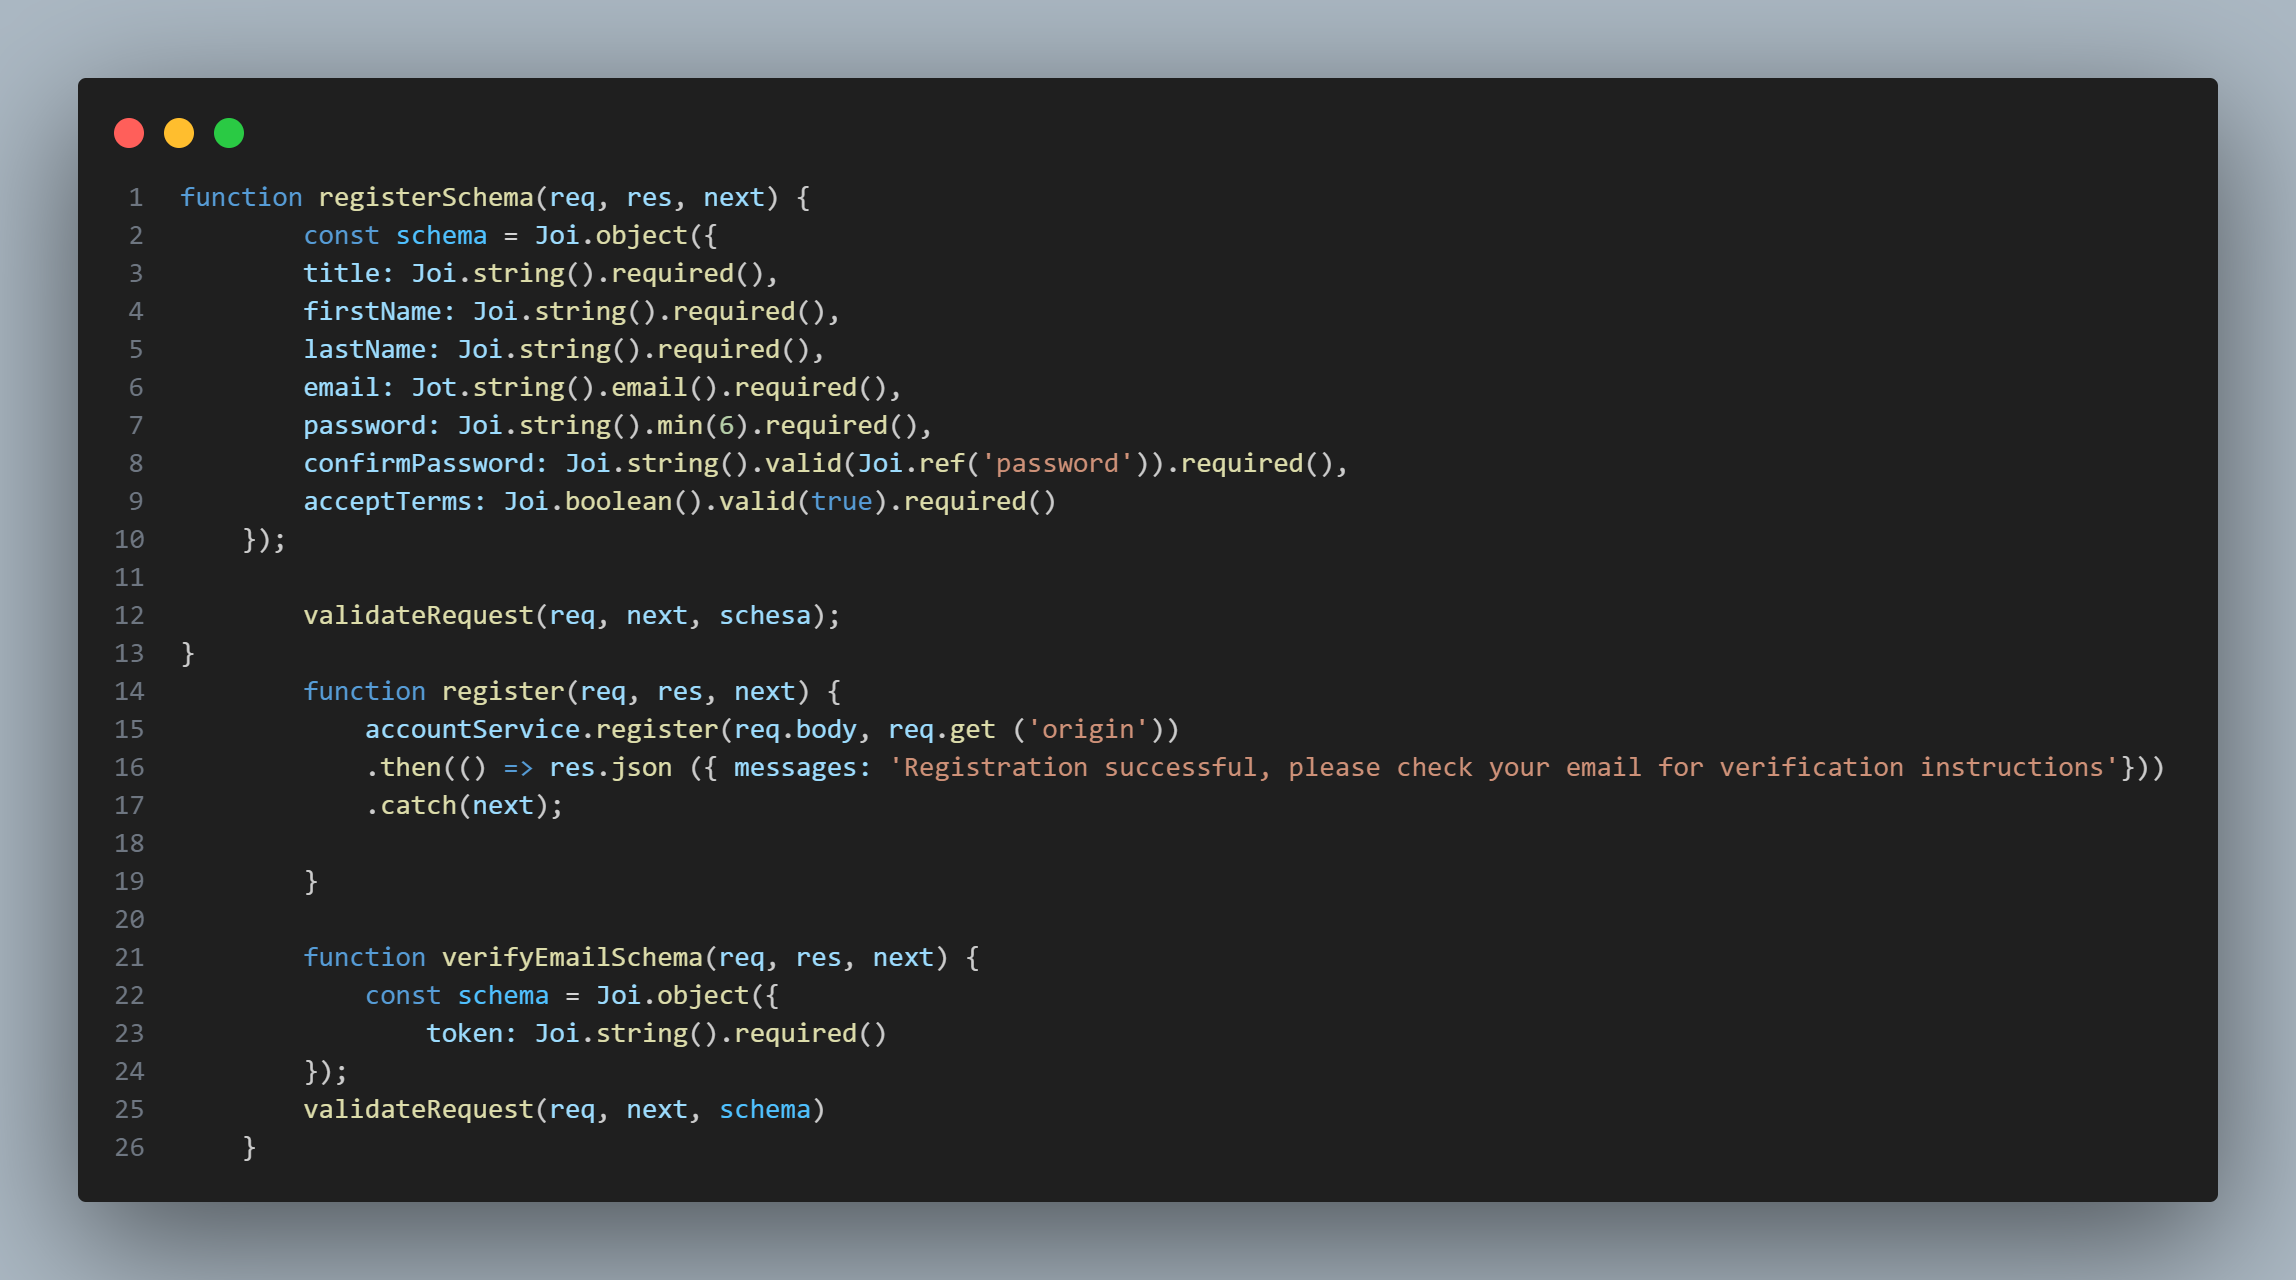 1 function registerSchema(req, res, next) {
2 const schema = Joi.object({
3 title: Joi.string().required(),
4 firstName: Joi.string().required(),
5 lastName: Joi.string().required(),
6 email: Jot.string().email().required(),
7 password: Joi.string().min(6).required(),
8 confirmPassword: Joi.string().valid(Joi.ref('password')).required(),
9 acceptTerms: Joi.boolean().valid(true).required()
10 });
11
12 validateRequest(req, next, schesa);
13 }
14 function register(req, res, next) {
15 accountService.register(req.body, req.get ('origin'))
16 .then(() => res.json ({ messages: 'Registration successful, please check your email for verification instructions'}))
17 .catch(next);
18
19 }
20
21 function verifyEmailSchema(req, res, next) {
22 const schema = Joi.object({
23 token: Joi.string().required()
24 });
25 validateRequest(req, next, schema)
26 }